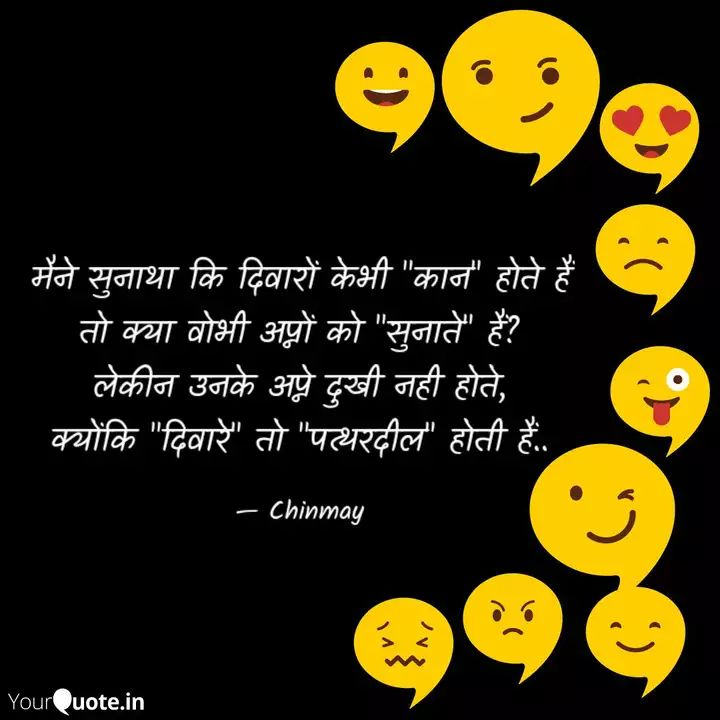 मैने सुनाथा कि दिवारों केभी "कान" होते हैं
तो क्या वोभी अप्नों को "सुनाते" हैं?
लेकीन उनके अप्ने दुखी नही होते,
क्योंकि "दिवारे" तो "पत्थरदील" होती हैं..
— Chinmay
YourQuote.in